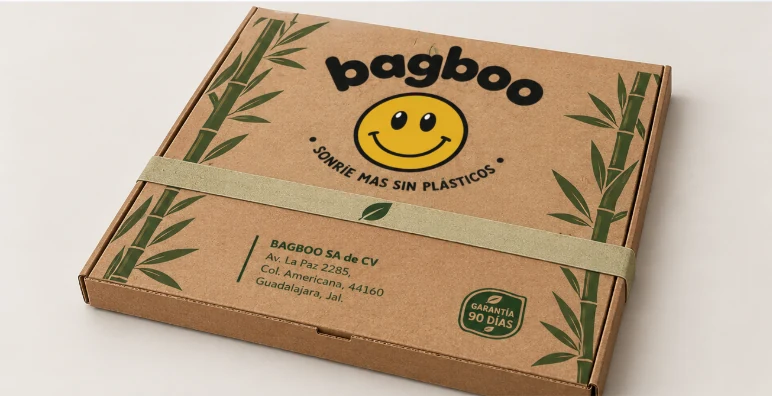 bagboo
• SONRÍE MAS SIN PLÁSTICOS •
BAGBOO SA de CV
Av. La Paz 2285,
Col. Americana, 44160
Guadalajara, Jal.
GARANTÍA
90 DÍAS